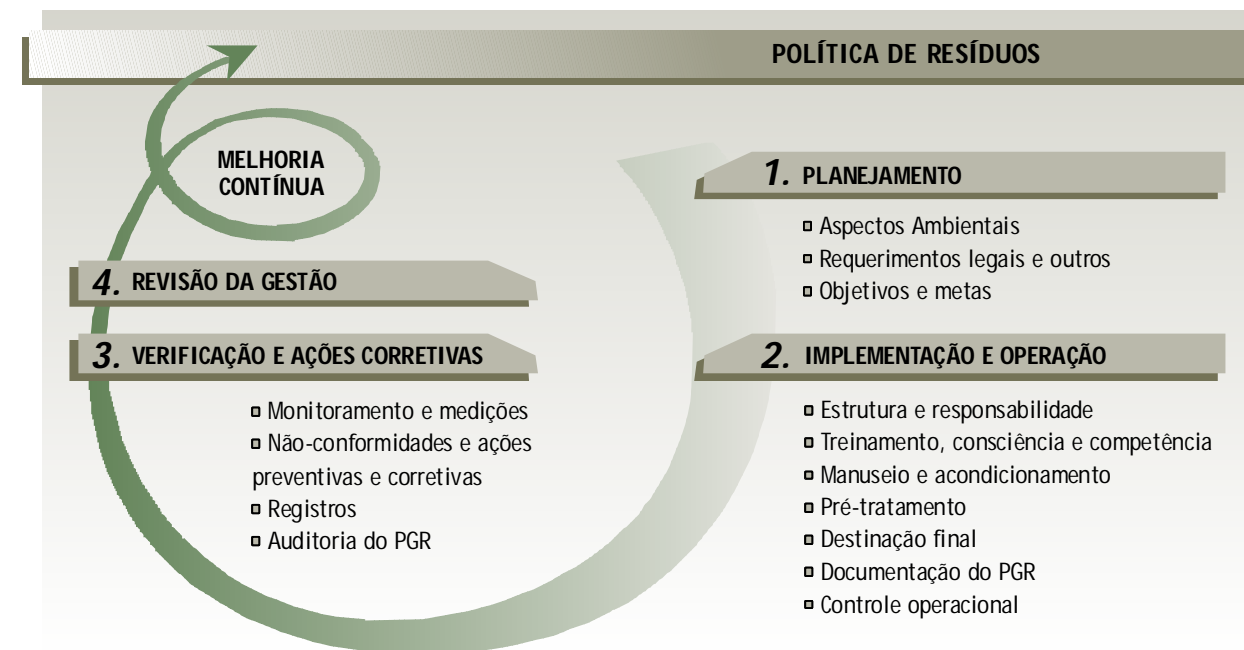 POLÍTICA DE RESÍDUOS
MELHORIA
CONTÍNUA
1. PLANEJAMENTO
Aspectos Ambientais
Requerimentos legais e outros
Objetivos e metas
2. IMPLEMENTAÇÃO E OPERAÇÃO
Estrutura e responsabilidade
Treinamento, consciência e competência
Manuseio e acondicionamento
Pré-tratamento
Destinação final
Documentação do PGR
Controle operacional
3. VERIFICAÇÃO E AÇÕES CORRETIVAS
Monitoramento e medições
Não-conformidades e ações
preventivas e corretivas
Registros
Auditoria do PGR
4. REVISÃO DA GESTÃO